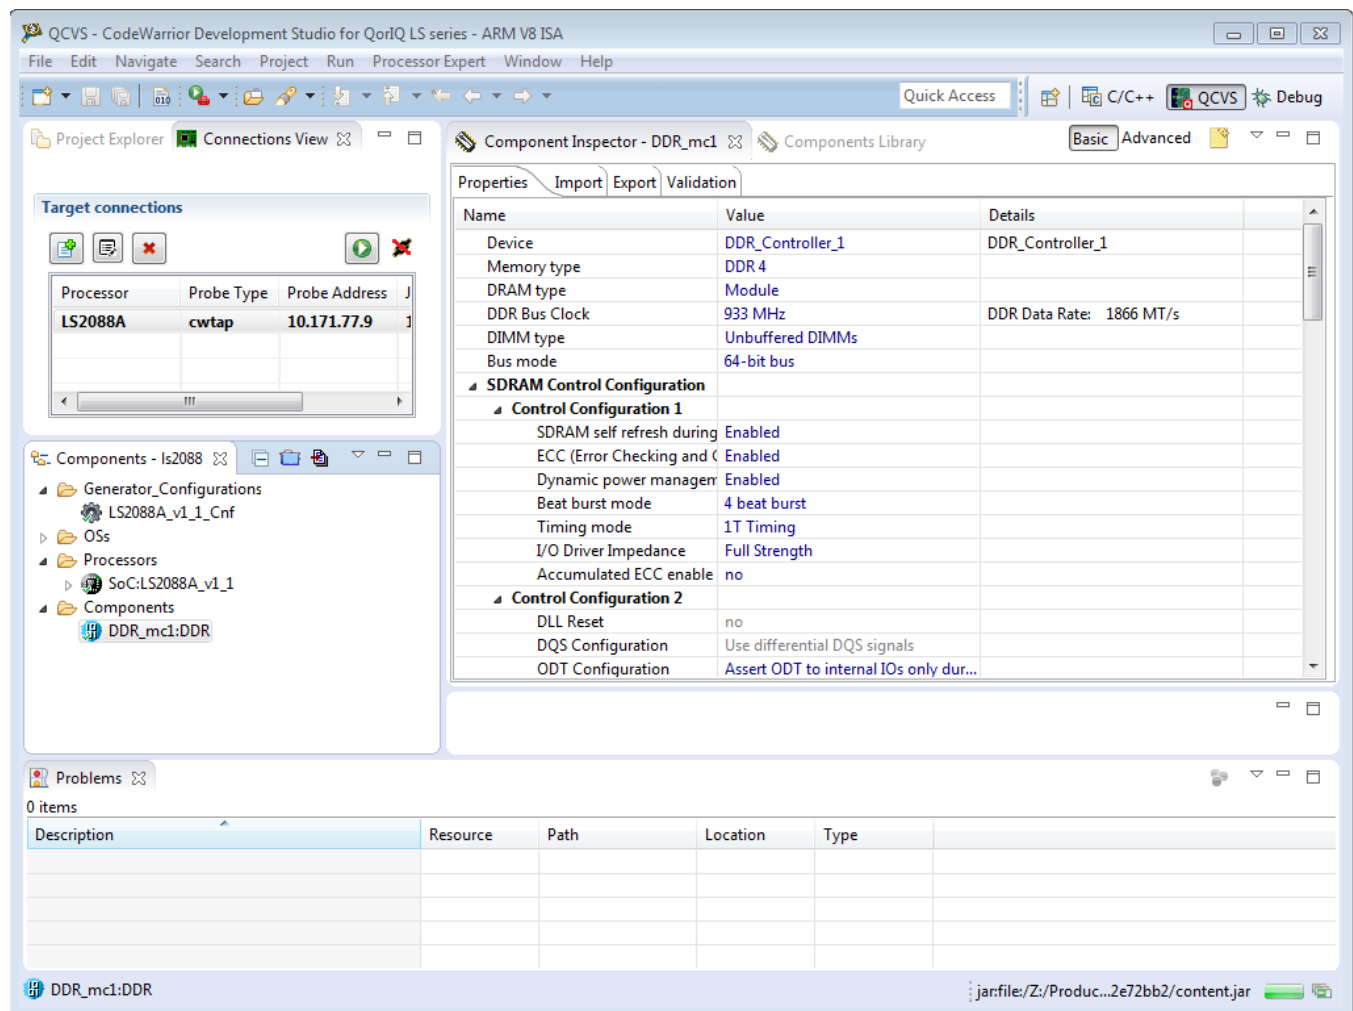 QCVS - CodeWarrior Development Studio for QorIQ LS series - ARM V8 ISA
File Edit Navigate Search Project Run Processor Expert Window Help
010 Quick Access C/C++ QCVS Debug
Project Explorer Connections View
Target connections
Processor Probe Type Probe Address J
LS2088A cwtap 10.171.77.9 1
Component Inspector - DDR_mc1 Components Library Basic Advanced
Properties Import Export Validation
Name Value Details
Device DDR_Controller_1 DDR_Controller_1
Memory type DDR 4
DRAM type Module
DDR Bus Clock 933 MHz DDR Data Rate: 1866 MT/s
DIMM type Unbuffered DIMMs
Bus mode 64-bit bus
SDRAM Control Configuration
Control Configuration 1
SDRAM self refresh during Enabled
ECC (Error Checking and Enabled
Dynamic power managem Enabled
Beat burst mode 4 beat burst
Timing mode 1T Timing
I/O Driver Impedance Full Strength
Accumulated ECC enable no
Control Configuration 2
DLL Reset no
DQS Configuration Use differential DQS signals
ODT Configuration Assert ODT to internal IOs only dur...
Components - ls2088
Generator_Configurations
LS2088A_v1_1_Cnf
OSs
Processors
SoC:LS2088A_v1_1
Components
DDR_mc1:DDR
Problems
0 items
Description Resource Path Location Type
DDR_mc1:DDR jar:file:/Z:/Produc...2e72bb2/content.jar